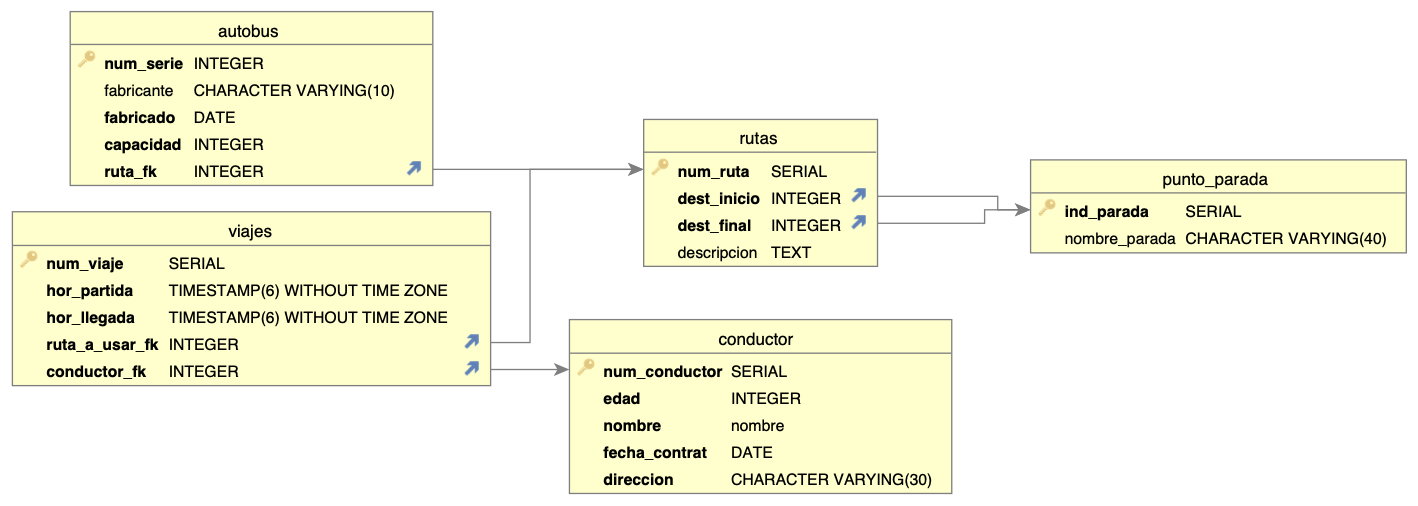 autobus
num_serie INTEGER
fabricante CHARACTER VARYING(10)
fabricado DATE
capacidad INTEGER
ruta_fk INTEGER
viajes
num_viaje SERIAL
hor_partida TIMESTAMP(6) WITHOUT TIME ZONE
hor_llegada TIMESTAMP(6) WITHOUT TIME ZONE
ruta_a_usar_fk INTEGER
conductor_fk INTEGER
rutas
num_ruta SERIAL
dest_inicio INTEGER
dest_final INTEGER
descripcion TEXT
conductor
num_conductor SERIAL
edad INTEGER
nombre nombre
fecha_contrat DATE
direccion CHARACTER VARYING(30)
punto_parada
ind_parada SERIAL
nombre_parada CHARACTER VARYING(40)